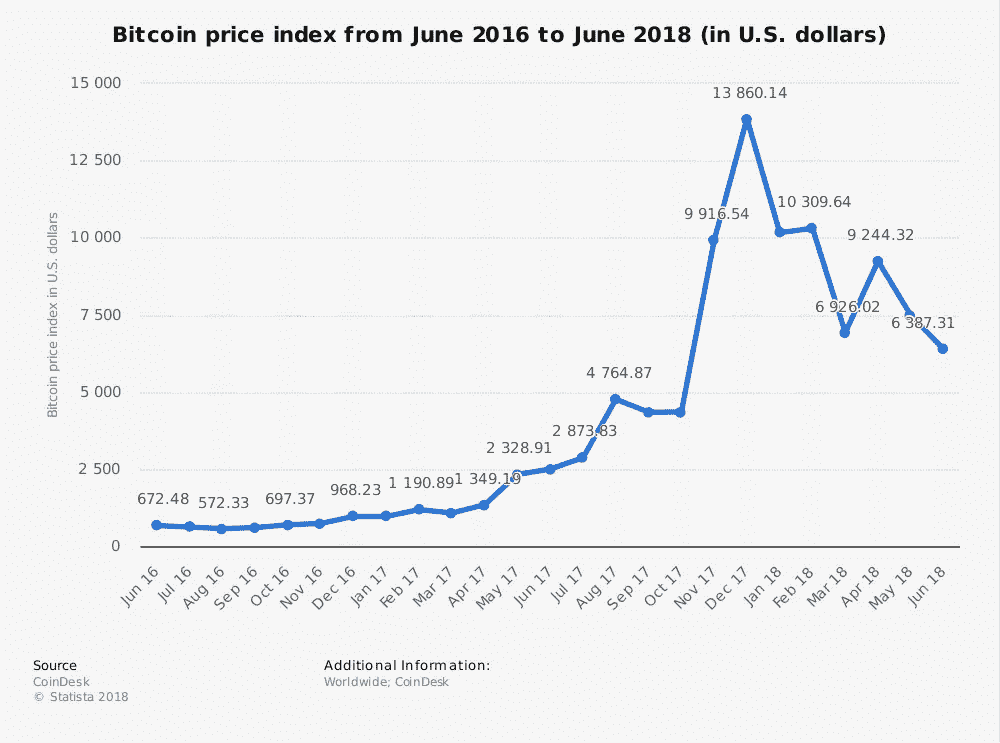 Bitcoin price index from June 2016 to June 2018 (in U.S. dollars)
15 000
13 860.14
12 500
10 309.64
9 916.54
9 244.32
10 000
Bitcoin price index in U.S. dollars
7 500
6 926.02
6 387.31
5 000
4 764.87
2 873.83
2 328.91
2 500
672.48 572.33 697.37 968.23 1 190.89 1 349.19
0
Jun 16 Jul 16 Aug 16 Sep 16 Oct 16 Nov 16 Dec 16 Jan 17 Feb 17 Mar 17 Apr 17 May 17 Jun 17 Jul 17 Aug 17 Sep 17 Oct 17 Nov 17 Dec 17 Jan 18 Feb 18 Mar 18 Apr 18 May 18 Jun 18
Source
CoinDesk
© Statista 2018
Additional Information:
Worldwide; CoinDesk